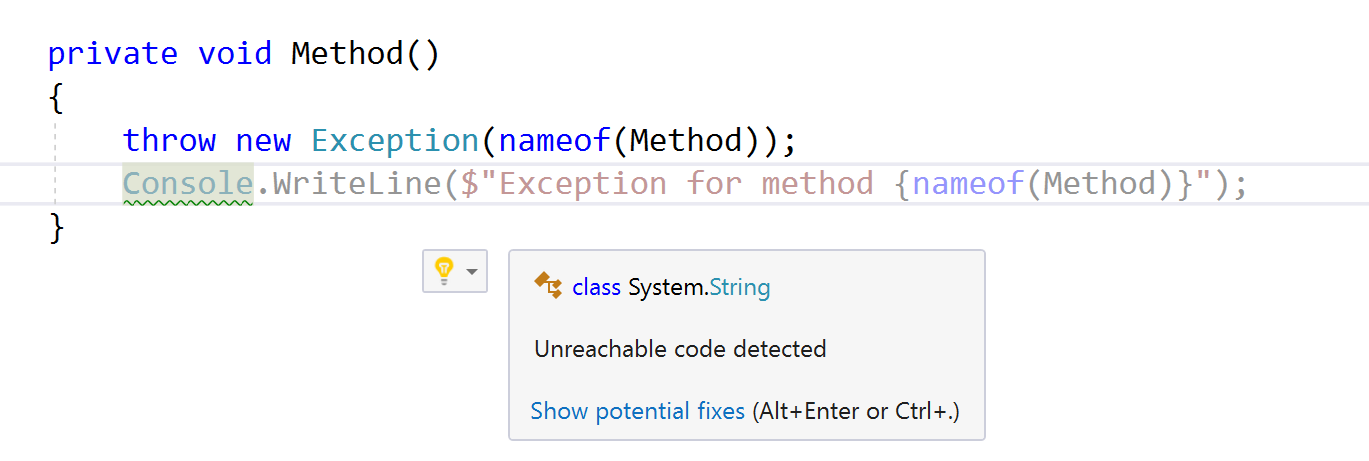 private void Method()
{
    throw new Exception(nameof(Method));
    Console.WriteLine($"Exception for method {nameof(Method)}");
}
class System.String
Unreachable code detected
Show potential fixes (Alt+Enter or Ctrl+.)